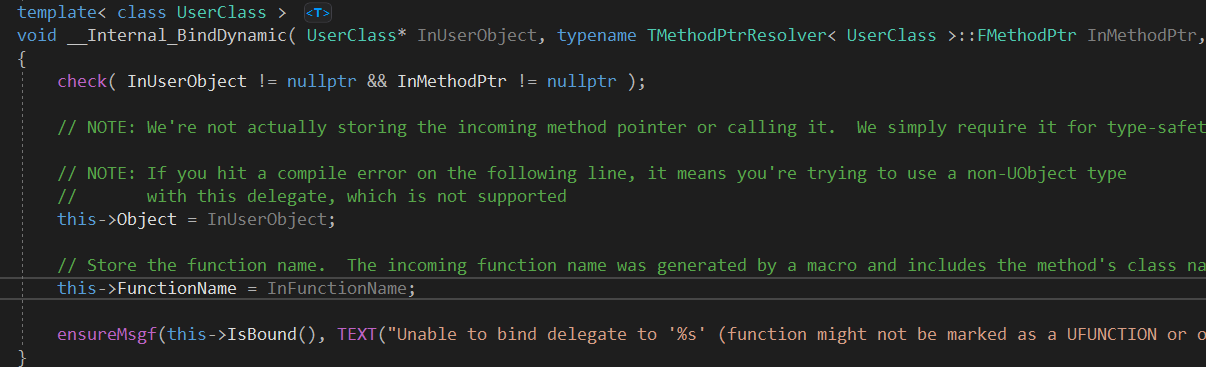 template< class UserClass > <T>
void __Internal_BindDynamic( UserClass* InUserObject, typename TMethodPtrResolver< UserClass >::FMethodPtr InMethodPtr,
{
check( InUserObject != nullptr && InMethodPtr != nullptr );
// NOTE: We're not actually storing the incoming method pointer or calling it.  We simply require it for type-safet
// NOTE: If you hit a compile error on the following line, it means you're trying to use a non-UObject type
//       with this delegate, which is not supported
this->Object = InUserObject;
// Store the function name.  The incoming function name was generated by a macro and includes the method's class na
this->FunctionName = InFunctionName;
ensureMsgf(this->IsBound(), TEXT("Unable to bind delegate to '%s' (function might not be marked as a UFUNCTION or o
}